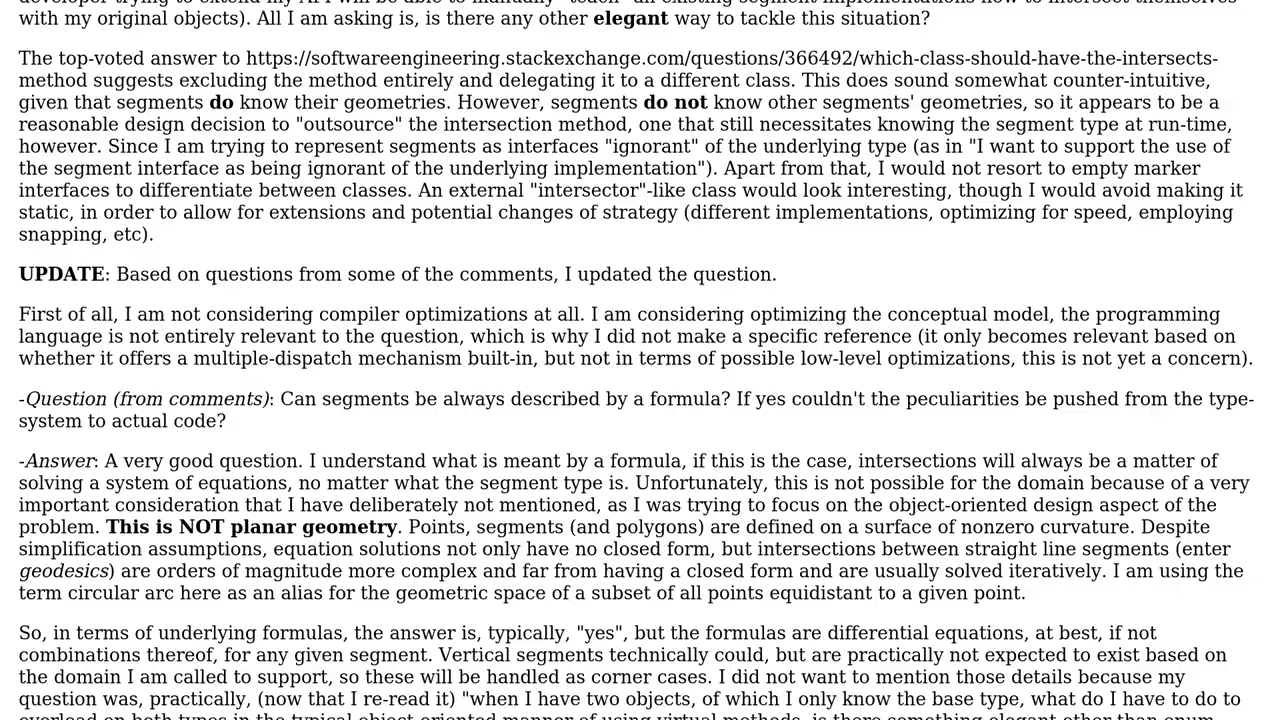 with my original objects). All I am asking is, is there any other elegant way to tackle this situation?
The top-voted answer to https://softwareengineering.stackexchange.com/questions/366492/which-class-should-have-the-intersects-
method suggests excluding the method entirely and delegating it to a different class. This does sound somewhat counter-intuitive,
given that segments do know their geometries. However, segments do not know other segments' geometries, so it appears to be a
reasonable design decision to "outsource" the intersection method, one that still necessitates knowing the segment type at run-time,
however. Since I am trying to represent segments as interfaces "ignorant" of the underlying type (as in "I want to support the use of
the segment interface as being ignorant of the underlying implementation"). Apart from that, I would not resort to empty marker
interfaces to differentiate between classes. An external "intersector"-like class would look interesting, though I would avoid making it
static, in order to allow for extensions and potential changes of strategy (different implementations, optimizing for speed, employing
snapping, etc).
UPDATE: Based on questions from some of the comments, I updated the question.
First of all, I am not considering compiler optimizations at all. I am considering optimizing the conceptual model, the programming
language is not entirely relevant to the question, which is why I did not make a specific reference (it only becomes relevant based on
whether it offers a multiple-dispatch mechanism built-in, but not in terms of possible low-level optimizations, this is not yet a concern).
-Question (from comments): Can segments be always described by a formula? If yes couldn't the peculiarities be pushed from the type-
system to actual code?
-Answer: A very good question. I understand what is meant by a formula, if this is the case, intersections will always be a matter of
solving a system of equations, no matter what the segment type is. Unfortunately, this is not possible for the domain because of a very
important consideration that I have deliberately not mentioned, as I was trying to focus on the object-oriented design aspect of the
problem. This is NOT planar geometry. Points, segments (and polygons) are defined on a surface of nonzero curvature. Despite
simplification assumptions, equation solutions not only have no closed form, but intersections between straight line segments (enter
geodesics) are orders of magnitude more complex and far from having a closed form and are usually solved iteratively. I am using the
term circular arc here as an alias for the geometric space of a subset of all points equidistant to a given point.
So, in terms of underlying formulas, the answer is, typically, "yes", but the formulas are differential equations, at best, if not
combinations thereof, for any given segment. Vertical segments technically could, but are practically not expected to exist based on
the domain I am called to support, so these will be handled as corner cases. I did not want to mention those details because my
question was, practically, (now that I re-read it) "when I have two objects, of which I only know the base type, what do I have to do to